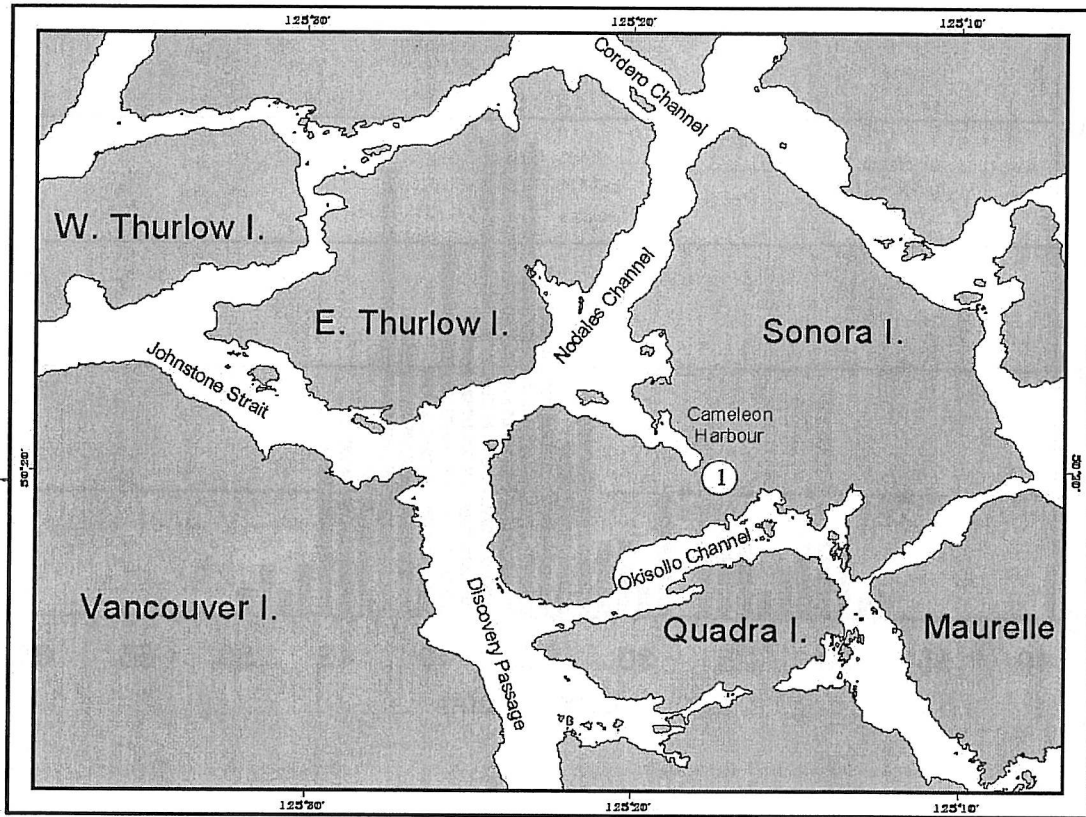 125°30' 125°20' 125°10'
Cordero Channel
W. Thurlow I.
Nodales Channel
E. Thurlow I.
Sonora I.
Johnstone Strait
Cameleon
Harbour
50°20' 50°20'
1
Okisollo Channel
Discovery Passage
Vancouver I.
Quadra I.
Maurelle
125°30' 125°20' 125°10'